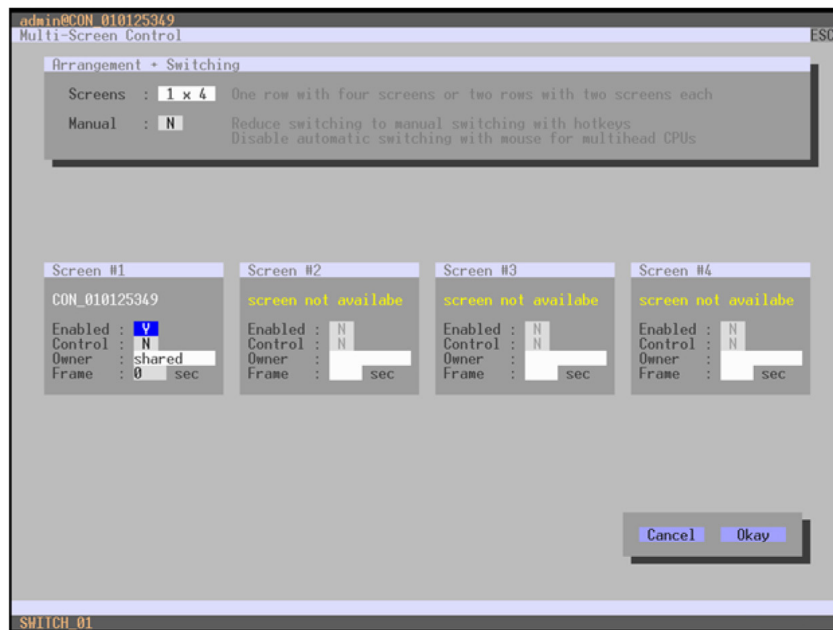 admin@CON_010125349
Multi-Screen Control ESC
Arrangement + Switching
Screens : 1 x 4 One row with four screens or two rows with two screens each
Manual : N Reduce switching to manual switching with hotkeys
Disable automatic switching with mouse for multihead CPUs
Screen #1
CON_010125349
Enabled : Y
Control : N
Owner : shared
Frame : 0 sec
Screen #2
screen not availabe
Enabled : N
Control : N
Owner :
Frame : sec
Screen #3
screen not availabe
Enabled : N
Control : N
Owner :
Frame : sec
Screen #4
screen not availabe
Enabled : N
Control : N
Owner :
Frame : sec
Cancel Okay
SWITCH_01